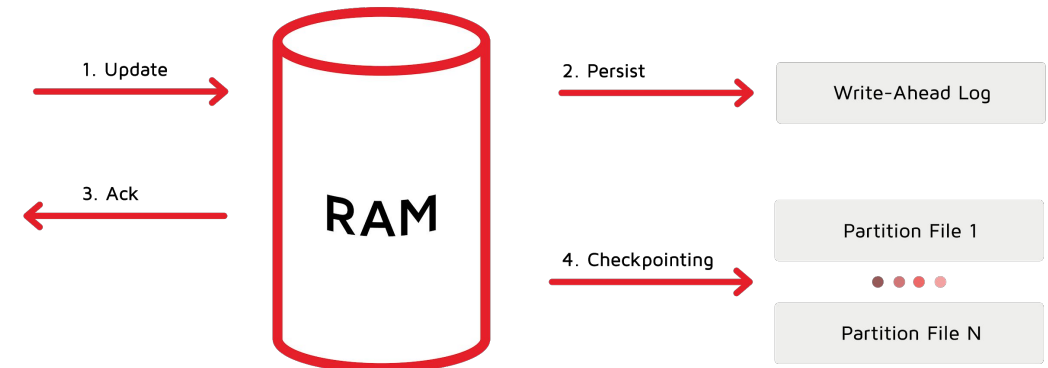 1. Update
2. Persist
Write-Ahead Log
3. Ack
RAM
Partition File 1
4. Checkpointing
Partition File N